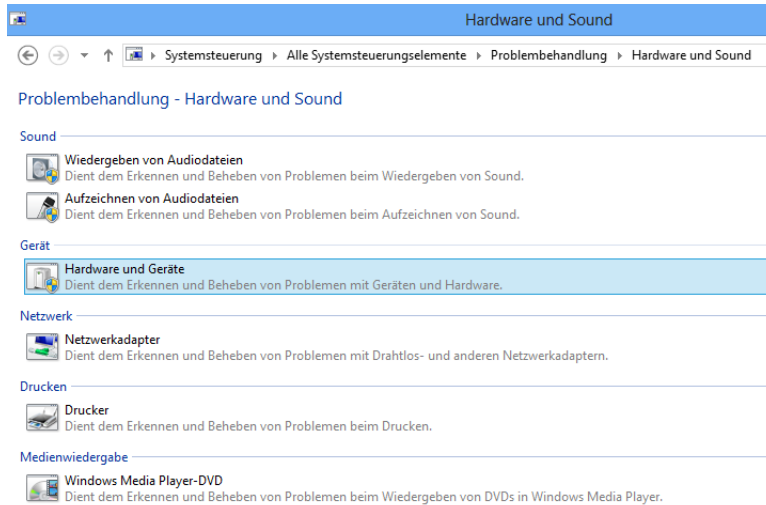 Hardware und Sound
Systemsteuerung Alle Systemsteuerungselemente Problembehandlung Hardware und Sound
Problembehandlung - Hardware und Sound
Sound
Wiedergeben von Audiodateien
Dient dem Erkennen und Beheben von Problemen beim Wiedergeben von Sound.
Aufzeichnen von Audiodateien
Dient dem Erkennen und Beheben von Problemen beim Aufzeichnen von Sound.
Gerät
Hardware und Geräte
Dient dem Erkennen und Beheben von Problemen mit Geräten und Hardware.
Netzwerk
Netzwerkadapter
Dient dem Erkennen und Beheben von Problemen mit Drahtlos- und anderen Netzwerkadaptern.
Drucken
Drucker
Dient dem Erkennen und Beheben von Problemen beim Drucken.
Medienwiedergabe
Windows Media Player-DVD
Dient dem Erkennen und Beheben von Problemen beim Wiedergeben von DVDs in Windows Media Player.